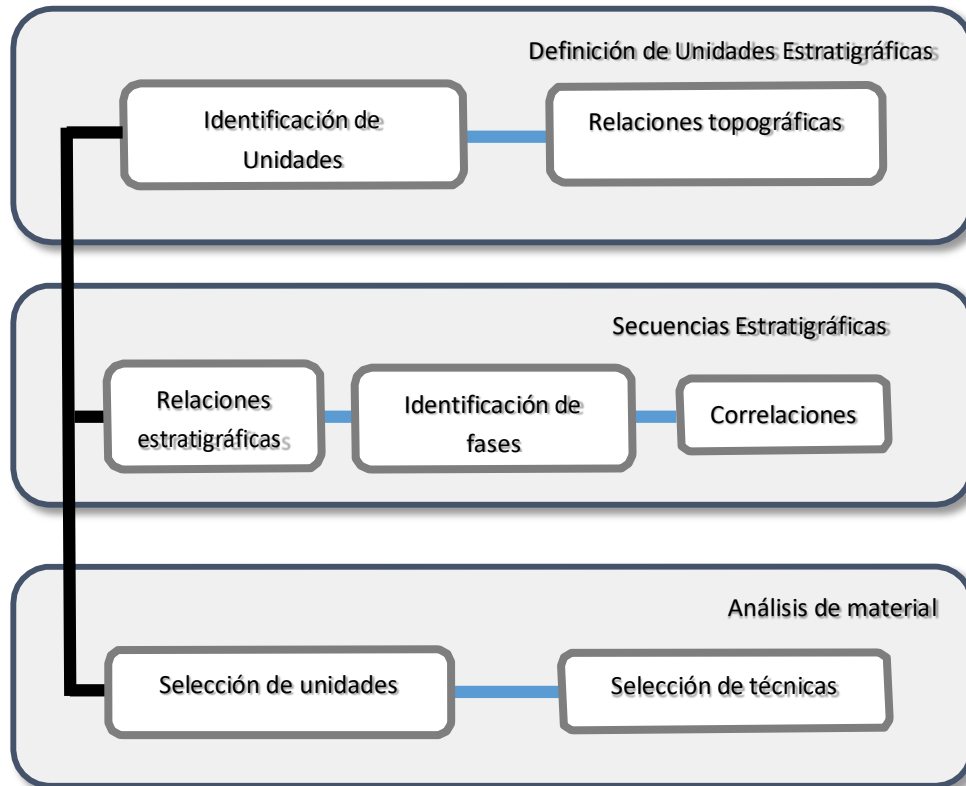 Definición de Unidades Estratigráficas
Identificación de
Unidades
Relaciones topográficas
Secuencias Estratigráficas
Relaciones
estratigráficas
Identificación de
fases
Correlaciones
Análisis de material
Selección de unidades
Selección de técnicas